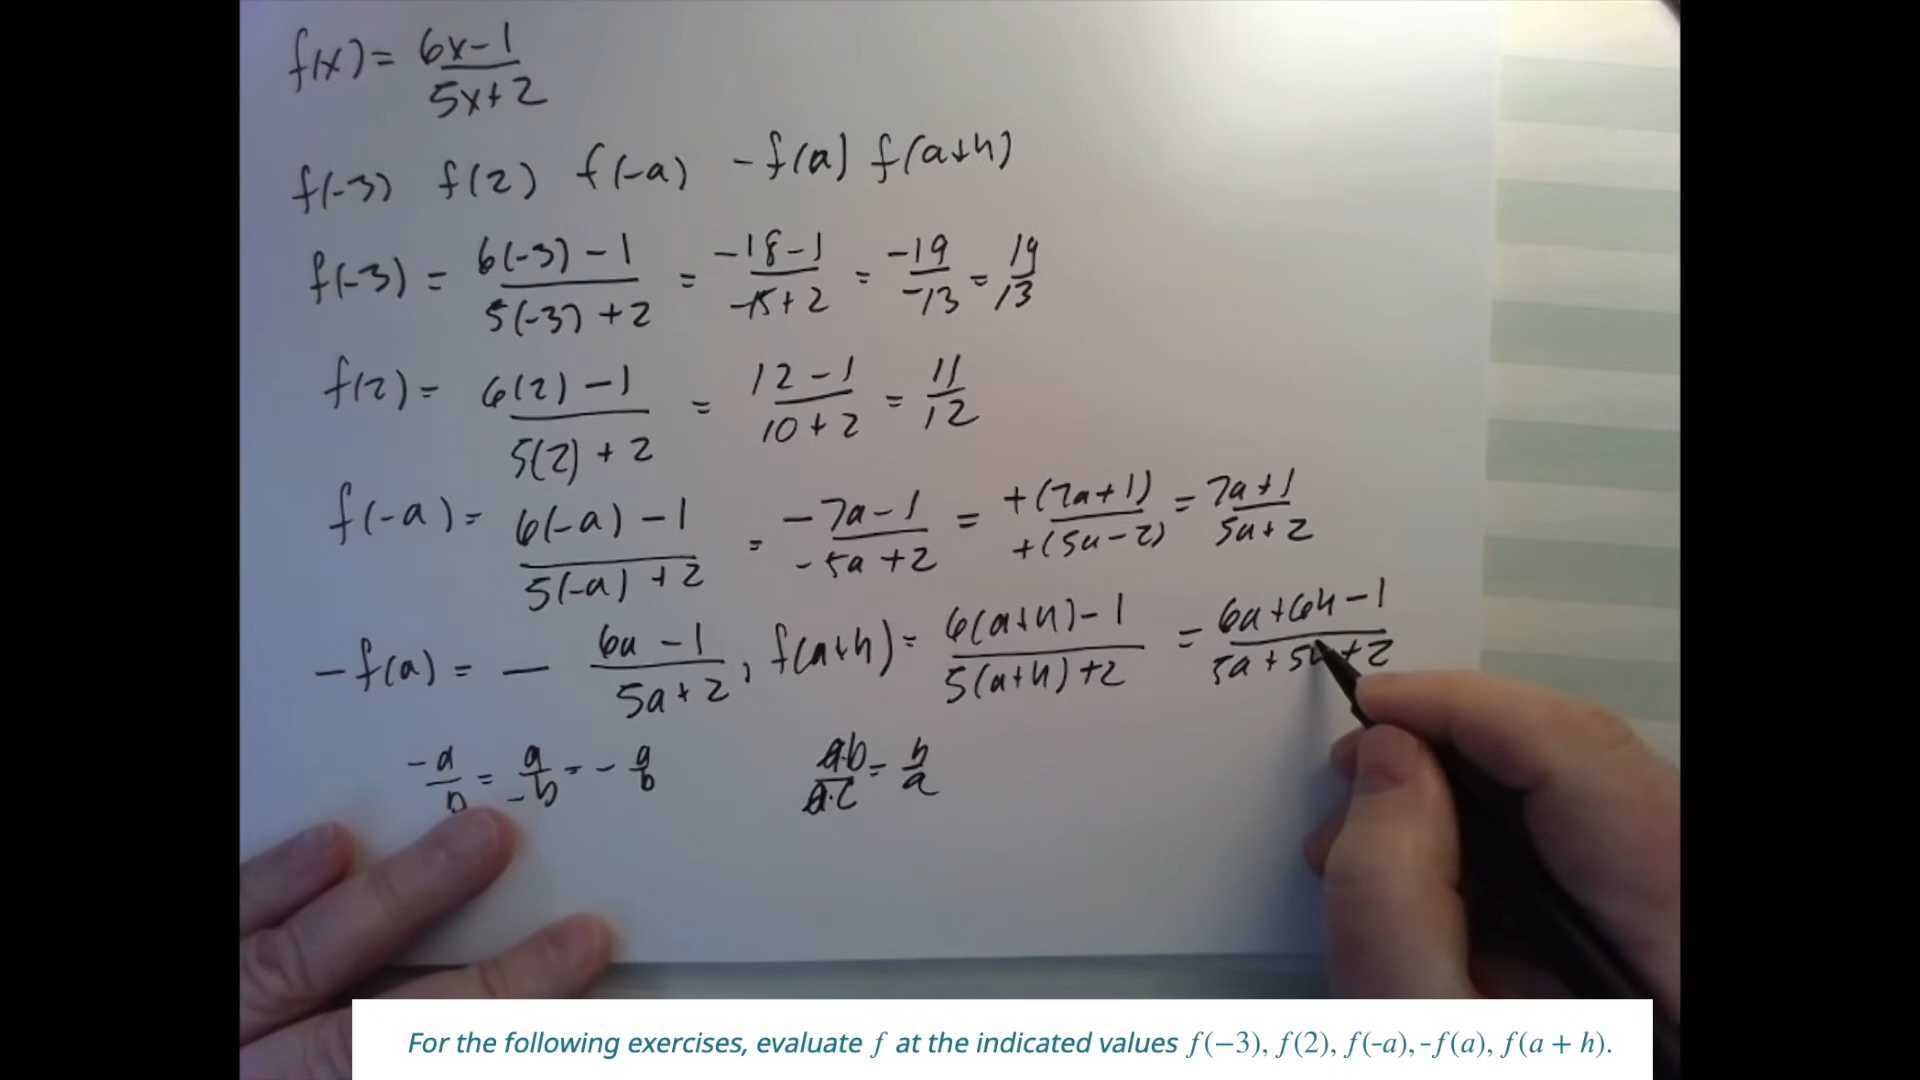 f(x) = 6x-1 / 5x+2
f(-3) f(2) f(-a) -f(a) f(a+h)
f(-3) = 6(-3) - 1 / 5(-3) + 2 = -18-1 / -15+2 = -19 / -13 = 19 / 13
f(2) = 6(2) - 1 / 5(2) + 2 = 12-1 / 10+2 = 11 / 12
f(-a) = 6(-a) - 1 / 5(-a) + 2 = -7a-1 / -5a+2 = +(7a+1) / +(5a-2) = 7a+1 / 5a+2
-f(a) = - 6a-1 / 5a+2, f(a+h) = 6(a+h)-1 / 5(a+h)+2 = 6a+6h-1 / 5a+5h+2
-a / b = a / -b = - a / b a·b / a·c = b / a
For the following exercises, evaluate f at the indicated values f(−3), f(2), f(-a), -f(a), f(a + h).